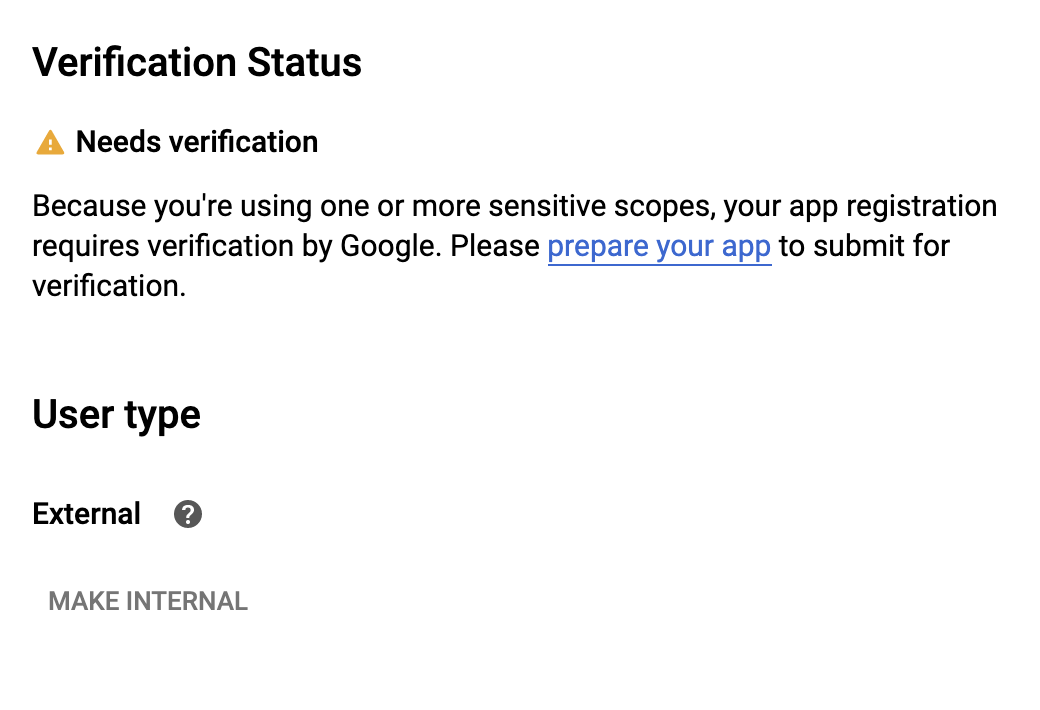 Verification Status
Needs verification
Because you're using one or more sensitive scopes, your app registration
requires verification by Google. Please prepare your app to submit for
verification.
User type
External
MAKE INTERNAL